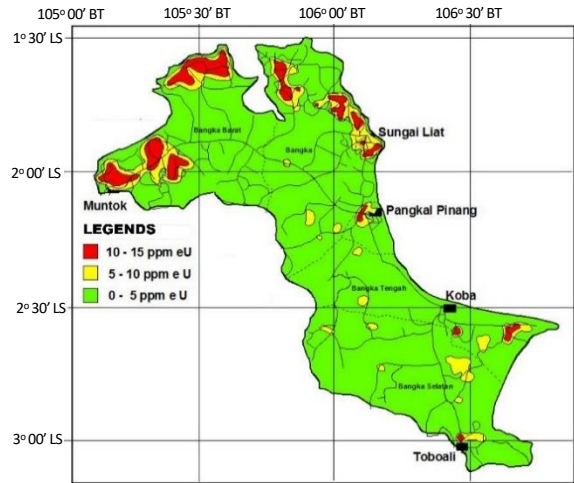 105°00′ BT 105°30′ BT 106°00′ BT 106°30′ BT
1°30′ LS
Bangka Barat
Bangka
Sungai Liat
2°00′ LS
Muntok
Pangkal Pinang
LEGENDS
10 - 15 ppm eU
5 - 10 ppm e U
0 - 5 ppm e U
Bangka Tengah
Koba
2°30′ LS
Bangka Selatan
3°00′ LS
Toboali